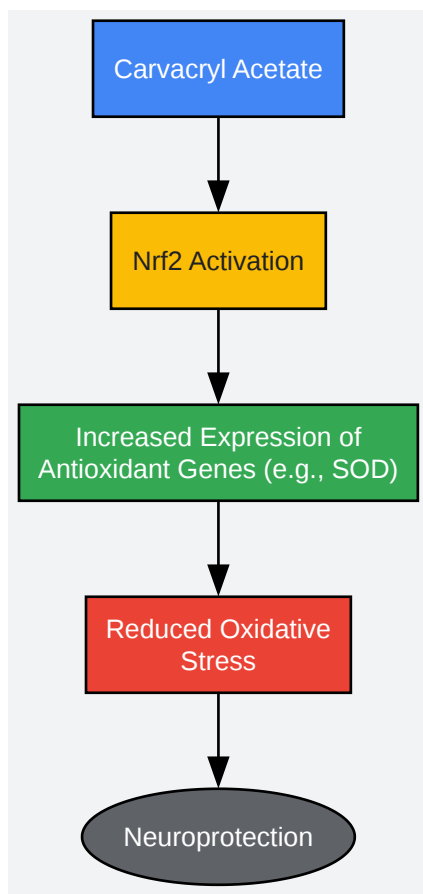 Carvacryl Acetate
Nrf2 Activation
Increased Expression of
Antioxidant Genes (e.g., SOD)
Reduced Oxidative
Stress
Neuroprotection